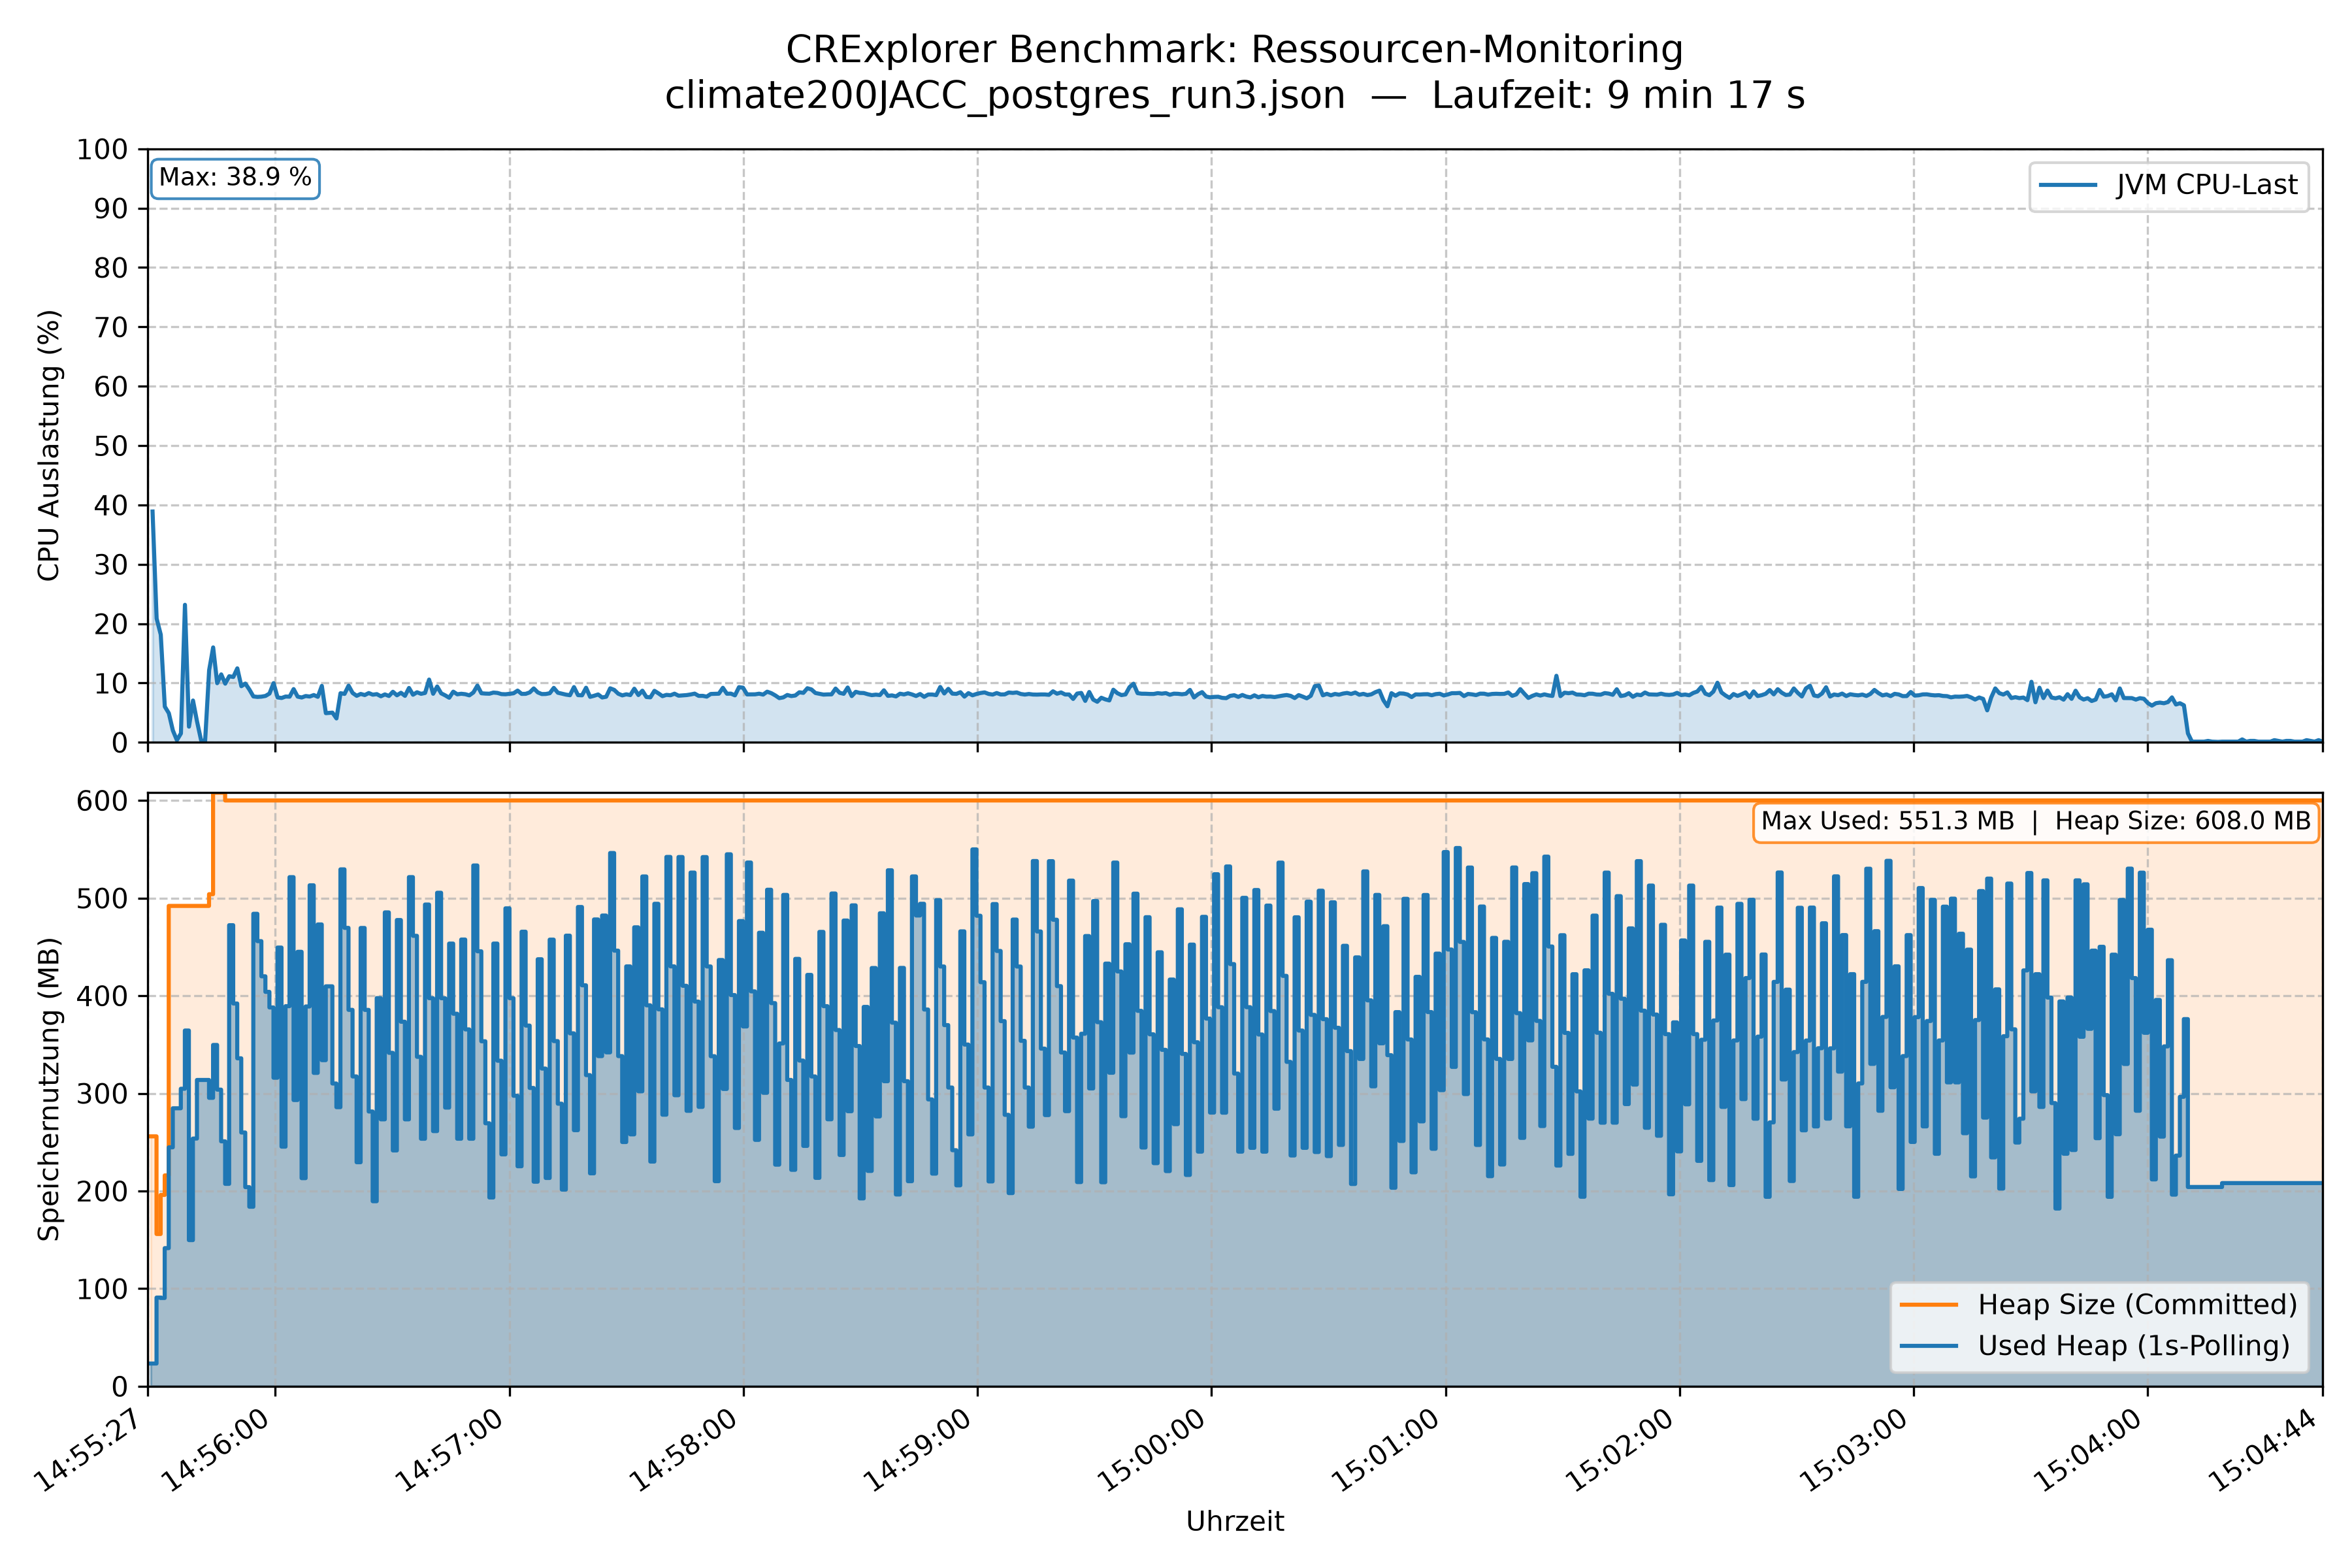 CRExplorer Benchmark: Ressourcen-Monitoring
climate200JACC_postgres_run3.json — Laufzeit: 9 min 17 s
Max: 38.9 %
JVM CPU-Last
CPU Auslastung (%)
100
90
80
70
60
50
40
30
20
10
0
Max Used: 551.3 MB | Heap Size: 608.0 MB
Speichernutzung (MB)
600
500
400
300
200
100
0
Heap Size (Committed)
Used Heap (1s-Polling)
14:55:27
14:56:00
14:57:00
14:58:00
14:59:00
15:00:00
15:01:00
15:02:00
15:03:00
15:04:00
15:04:44
Uhrzeit